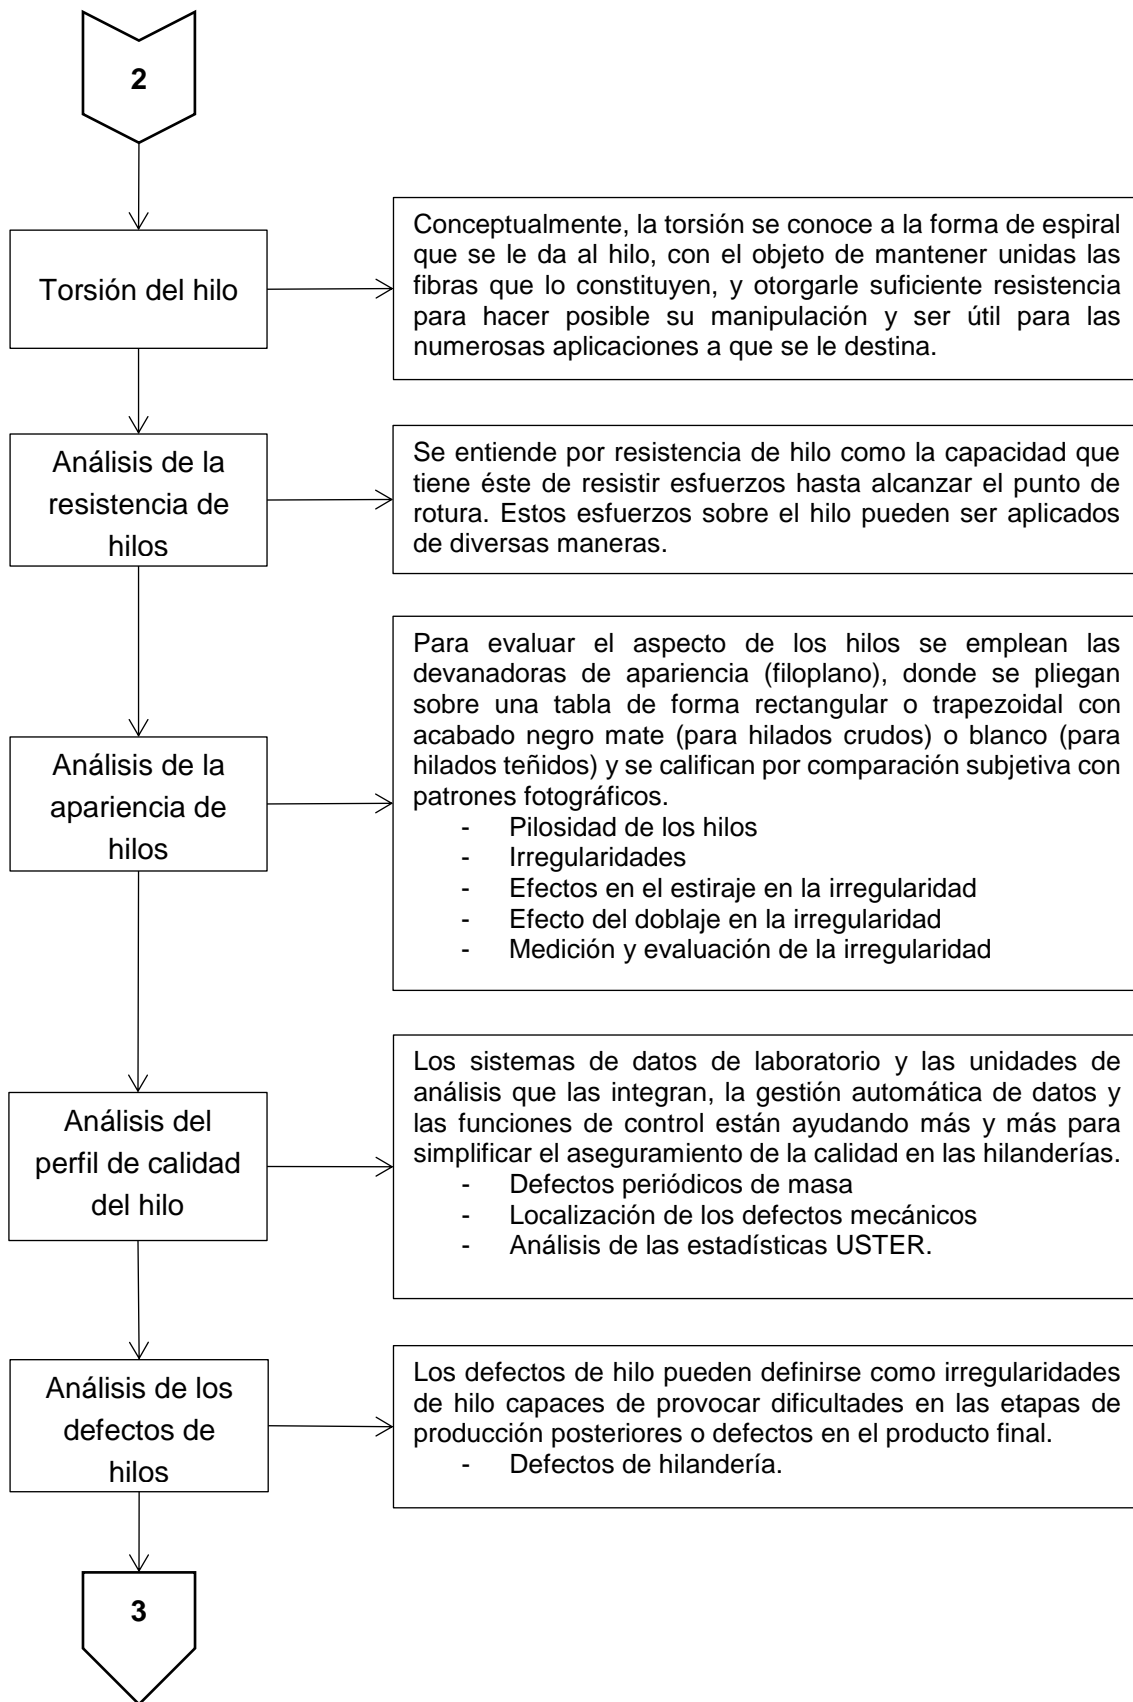 2
Torsión del hilo
Conceptualmente, la torsión se conoce a la forma de espiral
que se le da al hilo, con el objeto de mantener unidas las
fibras que lo constituyen, y otorgarle suficiente resistencia
para hacer posible su manipulación y ser útil para las
numerosas aplicaciones a que se le destina.
Análisis de la
resistencia de
hilos
Se entiende por resistencia de hilo como la capacidad que
tiene éste de resistir esfuerzos hasta alcanzar el punto de
rotura. Estos esfuerzos sobre el hilo pueden ser aplicados
de diversas maneras.
Análisis de la
apariencia de
hilos
Para evaluar el aspecto de los hilos se emplean las
devanadoras de apariencia (filoplano), donde se pliegan
sobre una tabla de forma rectangular o trapezoidal con
acabado negro mate (para hilados crudos) o blanco (para
hilados teñidos) y se califican por comparación subjetiva con
patrones fotográficos.
- Pilosidad de los hilos
- Irregularidades
- Efectos en el estiraje en la irregularidad
- Efecto del doblaje en la irregularidad
- Medición y evaluación de la irregularidad
Análisis del
perfil de calidad
del hilo
Los sistemas de datos de laboratorio y las unidades de
análisis que las integran, la gestión automática de datos y
las funciones de control están ayudando más y más para
simplificar el aseguramiento de la calidad en las hilanderías.
- Defectos periódicos de masa
- Localización de los defectos mecánicos
- Análisis de las estadísticas USTER.
Análisis de los
defectos de
hilos
Los defectos de hilo pueden definirse como irregularidades
de hilo capaces de provocar dificultades en las etapas de
producción posteriores o defectos en el producto final.
- Defectos de hilandería.
3